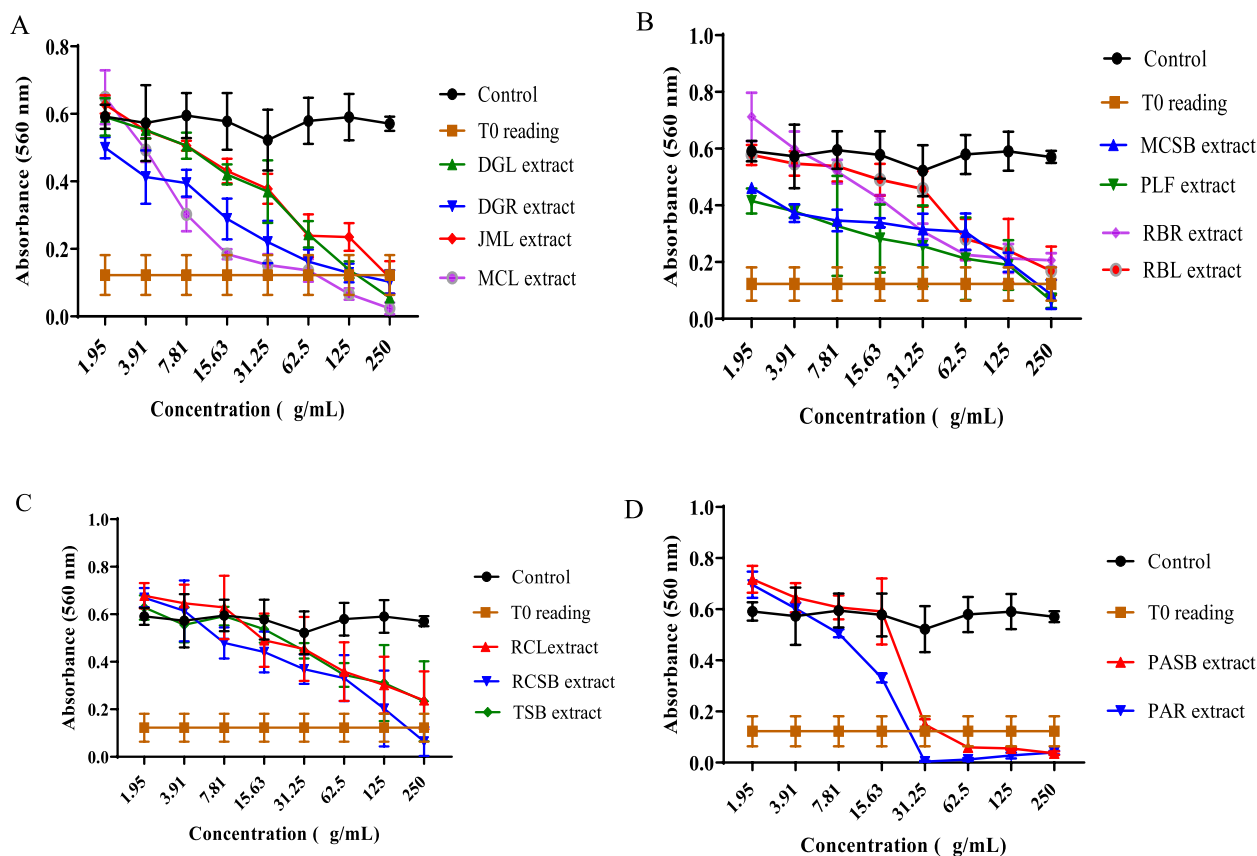 A
Absorbance (560 nm)
0.8
0.6
0.4
0.2
0.0
1.95 3.91 7.81 15.63 31.25 62.5 125 250
Concentration ( g/mL)
Control
T0 reading
DGL extract
DGR extract
JML extract
MCL extract
B
Absorbance (560 nm)
1.0
0.8
0.6
0.4
0.2
0.0
1.95 3.91 7.81 15.63 31.25 62.5 125 250
Concentration ( g/mL)
Control
T0 reading
MCSB extract
PLF extract
RBR extract
RBL extract
C
Absorbance (560 nm)
1.0
0.8
0.6
0.4
0.2
0.0
1.95 3.91 7.81 15.63 31.25 62.5 125 250
Concentration ( g/mL)
Control
T0 reading
RCLextract
RCSB extract
TSB extract
D
Absorbance (560 nm)
1.0
0.8
0.6
0.4
0.2
0.0
1.95 3.91 7.81 15.63 31.25 62.5 125 250
Concentration ( g/mL)
Control
T0 reading
PASB extract
PAR extract